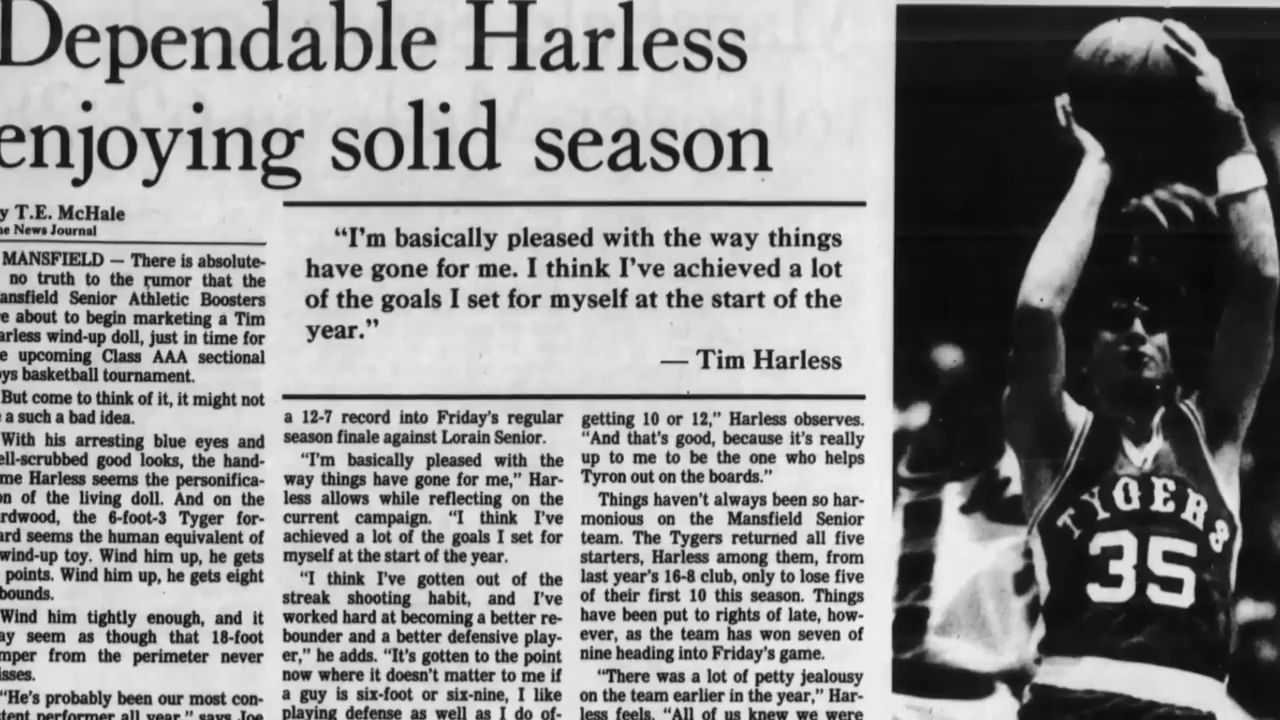 Dependable Harless
enjoying solid season
y T.E. McHale
he News Journal
MANSFIELD — There is absolute-
no truth to the rumor that the
ansfield Senior Athletic Boosters
re about to begin marketing a Tim
arless wind-up doll, just in time for
e upcoming Class AAA sectional
ys basketball tournament.
But come to think of it, it might not
a such a bad idea.
With his arresting blue eyes and
ell-scrubbed good looks, the hand-
me Harless seems the personifica-
on of the living doll. And on the
rdwood, the 6-foot-3 Tyger for-
ard seems the human equivalent of
wind-up toy. Wind him up, he gets
points. Wind him up, he gets eight
bounds.
Wind him tightly enough, and it
ay seem as though that 18-foot
mper from the perimeter never
isses.
"He's probably been our most con-
tent performer all year," says Joe
"I'm basically pleased with the way things
have gone for me. I think I've achieved a lot
of the goals I set for myself at the start of the
year."
— Tim Harless
a 12-7 record into Friday's regular
season finale against Lorain Senior.
"I'm basically pleased with the
way things have gone for me," Har-
less allows while reflecting on the
current campaign. "I think I've
achieved a lot of the goals I set for
myself at the start of the year.
"I think I've gotten out of the
streak shooting habit, and I've
worked hard at becoming a better re-
bounder and a better defensive play-
er," he adds. "It's gotten to the point
now where it doesn't matter to me if
a guy is six-foot or six-nine, I like
playing defense as well as I do of-
getting 10 or 12," Harless observes.
"And that's good, because it's really
up to me to be the one who helps
Tyron out on the boards."
Things haven't always been so har-
monious on the Mansfield Senior
team. The Tygers returned all five
starters, Harless among them, from
last year's 16-8 club, only to lose five
of their first 10 this season. Things
have been put to rights of late, how-
ever, as the team has won seven of
nine heading into Friday's game.
"There was a lot of petty jealousy
on the team earlier in the year," Har-
less feels. "All of us knew we were
TYGERS
35